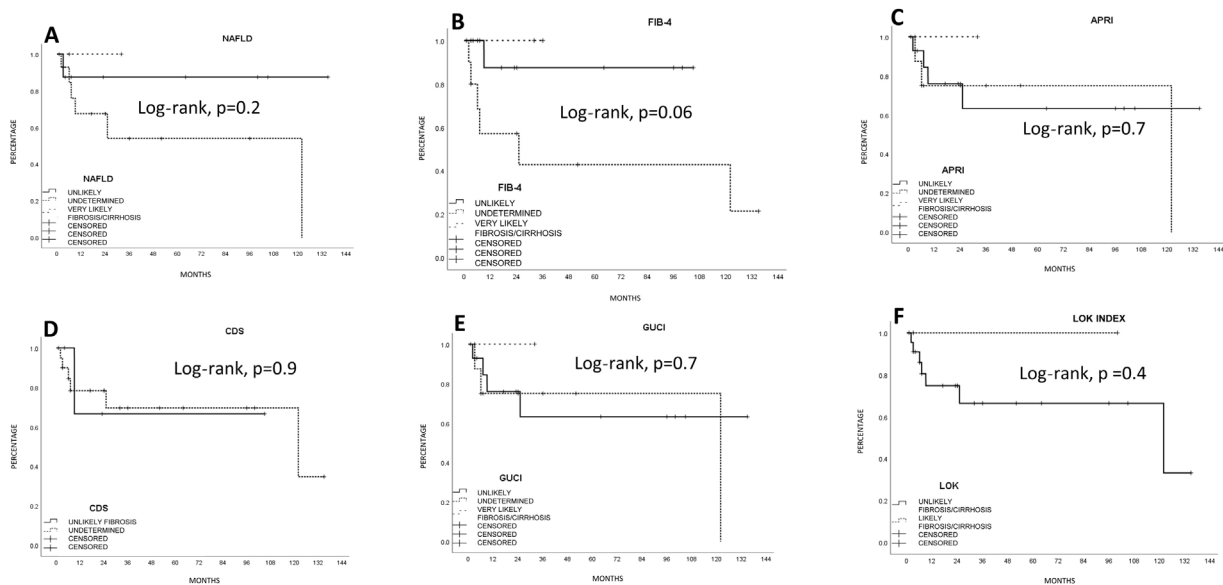 A
NAFLD
1.0
0.8
0.6
0.4
0.2
0.0
PERCENTAGE
Log-rank, p=0.2
NAFLD
UNLIKELY
UNDETERMINED
VERY LIKELY
FIBROSIS/CIRRHOSIS
CENSORED
CENSORED
CENSORED
0 12 24 36 48 60 72 84 96 108 120 132 144
MONTHS
B
FIB-4
1.0
0.8
0.6
0.4
0.2
0.0
PERCENTAGE
Log-rank, p=0.06
FIB-4
UNLIKELY
UNDETERMINED
VERY LIKELY
FIBROSIS/CIRRHOSIS
CENSORED
CENSORED
CENSORED
0 12 24 36 48 60 72 84 96 108 120 132 144
MONTHS
C
APRI
1.0
0.8
0.6
0.4
0.2
0.0
PERCENTAGE
Log-rank, p=0.7
APRI
UNLIKELY
UNDETERMINED
VERY LIKELY
FIBROSIS/CIRRHOSIS
CENSORED
CENSORED
CENSORED
0 12 24 36 48 60 72 84 96 108 120 132 144
MONTHS
D
CDS
1.0
0.8
0.6
0.4
0.2
0.0
PERCENTAGE
Log-rank, p=0.9
CDS
UNLIKELY FIBROSIS
UNDETERMINED
CENSORED
CENSORED
0 12 24 36 48 60 72 84 96 108 120 132 144
MONTHS
E
GUCI
1.0
0.8
0.6
0.4
0.2
0.0
PERCENTAGE
Log-rank, p=0.7
GUCI
UNLIKELY
UNDETERMINED
VERY LIKELY
FIBROSIS/CIRRHOSIS
CENSORED
CENSORED
CENSORED
0 12 24 36 48 60 72 84 96 108 120 132 144
MONTHS
F
LOK INDEX
1.0
0.8
0.6
0.4
0.2
0.0
PERCENTAGE
Log-rank, p =0.4
LOK
UNLIKELY
FIBROSIS/CIRRHOSIS
LIKELY
FIBROSIS/CIRRHOSIS
CENSORED
CENSORED
0 12 24 36 48 60 72 84 96 108 120 132 144
MONTHS